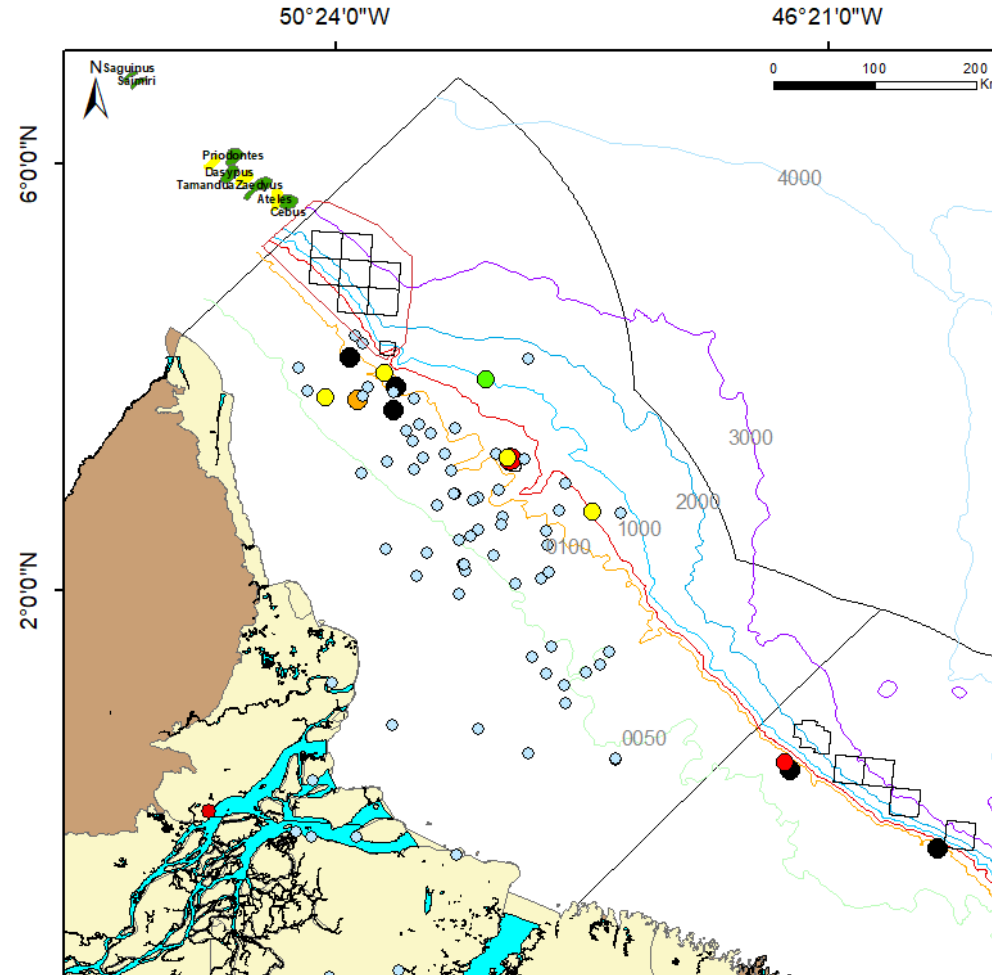 50°24'0"W 46°21'0"W
N
Saguinus
Saimiri
0 100 200
Km
6°0'0"N
Priodontes
Dasypus
Tamandua Zaedyus
Ateles
Cebus
4000
3000
2000
1000
0100
2°0'0"N
0050